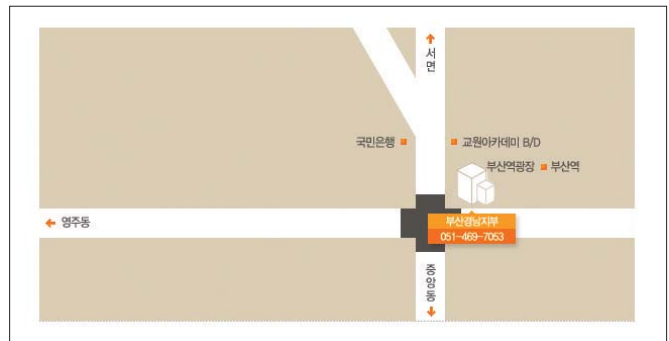 서면
국민은행
교원아카데미 B/D
부산역광장
부산역
영주동
부산경남지부
051-469-7053
중앙동